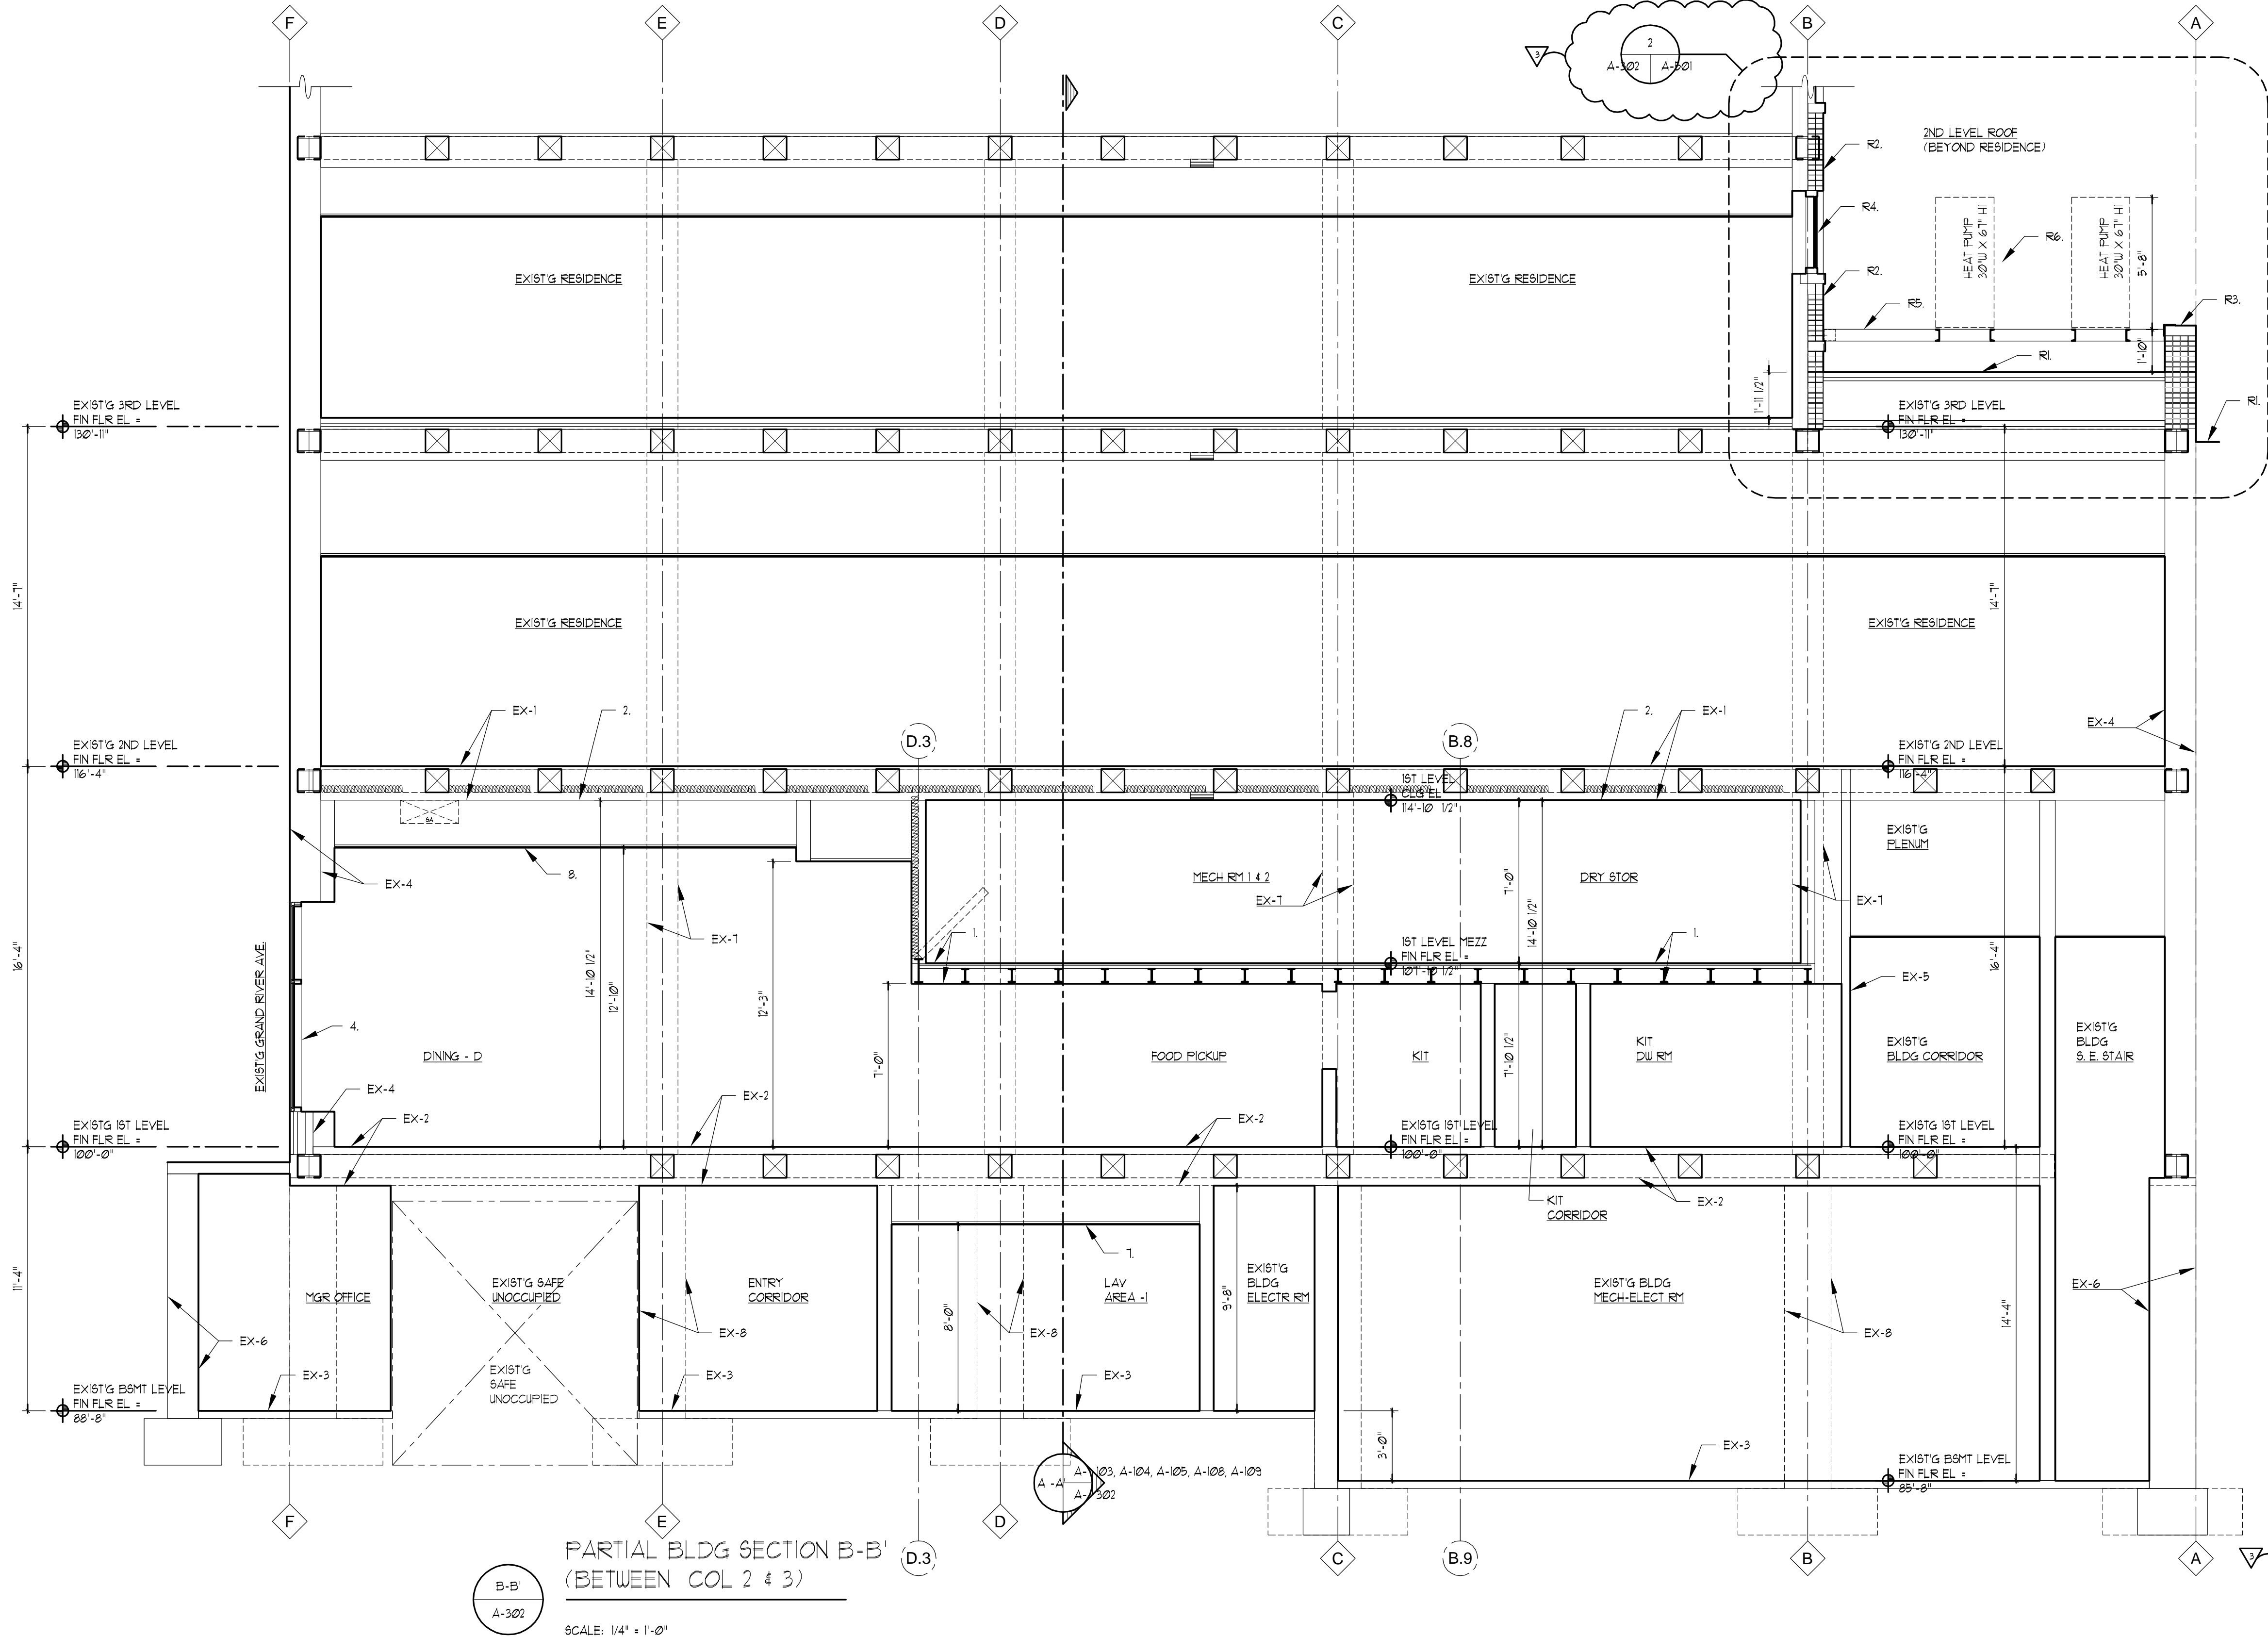 F
E
D
C
B
A
3
2
A-302
A-501
2ND LEVEL ROOF
(BEYOND RESIDENCE)
R2.
R4.
R2.
HEAT PUMP
30"W X 67" HI
R6.
HEAT PUMP
30"W X 67" HI
5'-8"
R5.
R3.
R1.
1'-10"
1'-11 1/2"
EXIST'G RESIDENCE
EXIST'G RESIDENCE
EXIST'G 3RD LEVEL
FIN FLR EL =
130'-11"
EXIST'G 3RD LEVEL
FIN FLR EL =
130'-11"
14'-7"
14'-7"
EXIST'G RESIDENCE
EXIST'G RESIDENCE
EX-1
2.
2.
EX-1
EX-4
D.3
B.8
EXIST'G 2ND LEVEL
FIN FLR EL =
116'-4"
EXIST'G 2ND LEVEL
FIN FLR EL =
116'-4"
1ST LEVEL
CLG EL
114'-10 1/2"
SA
EXIST'G
PLENUM
8.
EX-4
MECH RM 1 & 2
DRY STOR
7'-0"
EX-7
EX-7
EX-7
1.
1.
14'-10 1/2"
1ST LEVEL MEZZ
FIN FLR EL =
107'-10 1/2"
16'-4"
16'-4"
EX-5
EXIST'G GRAND RIVER AVE.
14'-10 1/2"
12'-10"
12'-3"
7'-0"
7'-10 1/2"
4.
DINING - D
FOOD PICKUP
KIT
KIT
DW RM
EXIST'G
BLDG CORRIDOR
EXIST'G
BLDG
S. E. STAIR
EX-4
EX-2
EX-2
EX-2
EXISTG 1ST LEVEL
FIN FLR EL =
100'-0"
EXISTG 1ST LEVEL
FIN FLR EL =
100'-0"
EXISTG 1ST LEVEL
FIN FLR EL =
100'-0"
EX-2
KIT
CORRIDOR
7.
11'-4"
MGR OFFICE
EXIST'G SAFE
UNOCCUPIED
ENTRY
CORRIDOR
LAV
AREA -1
EXIST'G
BLDG
ELECTR RM
9'-8"
EXIST'G BLDG
MECH-ELECT RM
EX-6
8'-0"
14'-4"
EX-6
EX-8
EX-8
EX-8
EX-3
EXIST'G
SAFE
UNOCCUPIED
EX-3
EX-3
EXIST'G BSMT LEVEL
FIN FLR EL =
88'-8"
3'-0"
EX-3
EXIST'G BSMT LEVEL
FIN FLR EL =
85'-8"
A -A'
A-103, A-104, A-105, A-108, A-109
A-302
F
E
D
D.3
C
B.9
B
A
3
B-B'
A-302
PARTIAL BLDG SECTION B-B'
(BETWEEN COL 2 & 3)
SCALE: 1/4" = 1'-0"